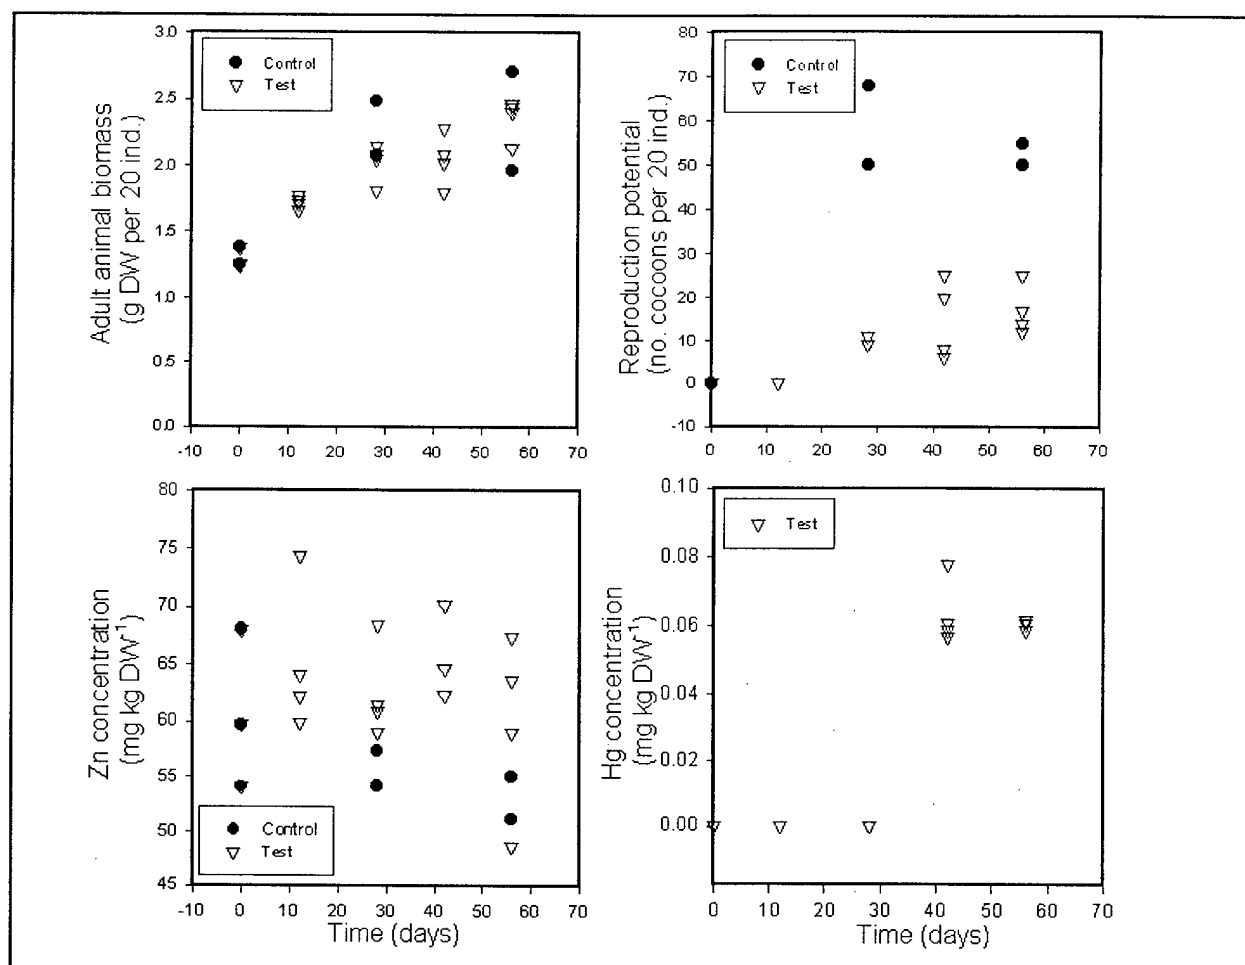 3.0
Control
Test
2.5
2.0
1.5
1.0
0.5
0.0
Adult animal biomass
(g DW per 20 ind.)
-10 0 10 20 30 40 50 60 70
80
Control
Test
70
60
50
40
30
20
10
0
-10
Reproduction potential
(no. cocoons per 20 ind.)
0 10 20 30 40 50 60 70
80
75
70
65
60
55
50
45
Zn concentration
(mg kg DW-1)
Control
Test
-10 0 10 20 30 40 50 60 70
Time (days)
0.10
Test
0.08
0.06
0.04
0.02
0.00
Hg concentration
(mg kg DW-1)
0 10 20 30 40 50 60 70
Time (days)